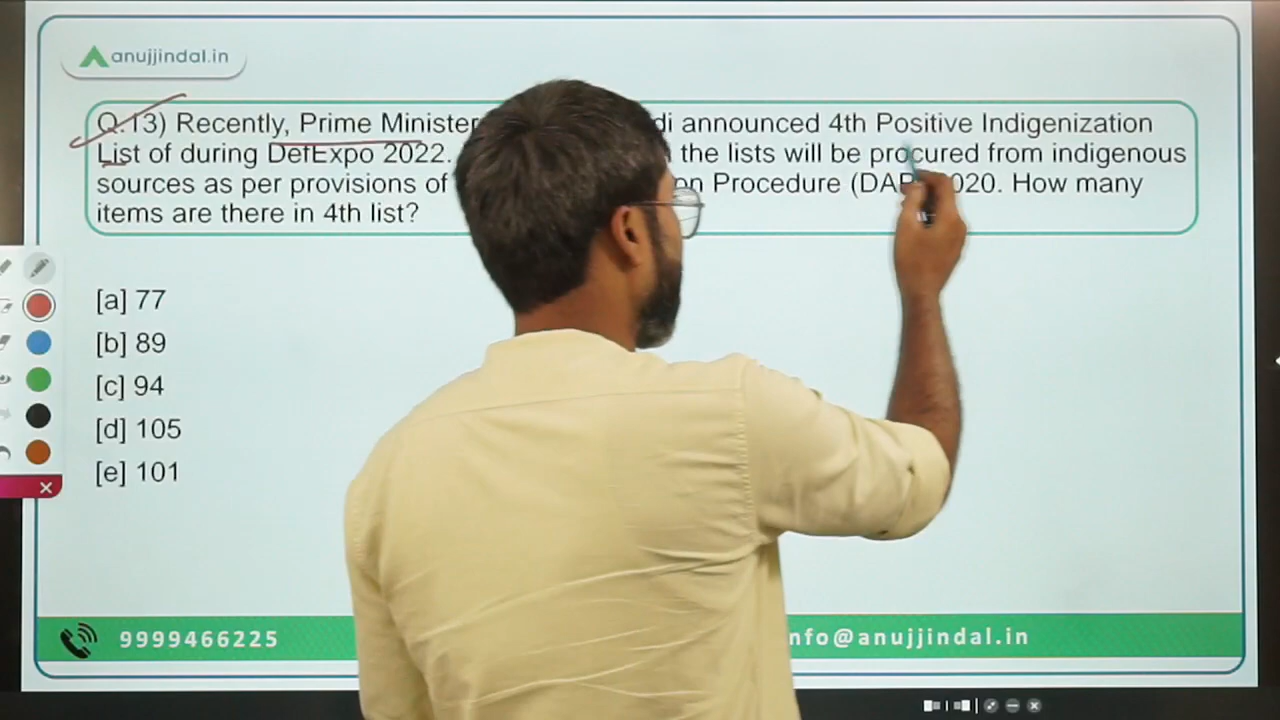 anujjindal.in
Q.13) Recently, Prime Minister di announced 4th Positive Indigenization
List of during DefExpo 2022. the lists will be procured from indigenous
sources as per provisions of on Procedure (DAP 020. How many
items are there in 4th list?
[a] 77
[b] 89
[c] 94
[d] 105
[e] 101
9999466225 nfo@anujjindal.in